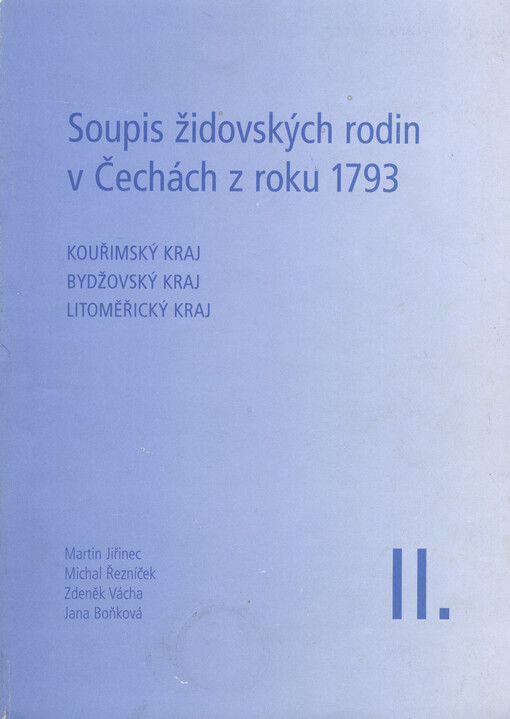 Soupis židovských rodin
v Čechách z roku 1793
KOUŘIMSKÝ KRAJ
BYDŽOVSKÝ KRAJ
LITOMĚŘICKÝ KRAJ
Martin Jiřinec
Michal Řezníček
Zdeněk Vácha
Jana Boňková
II.